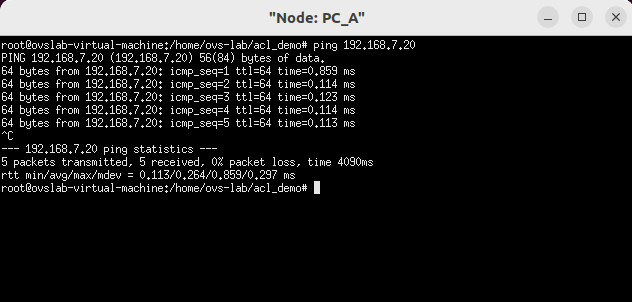 "Node: PC_A"
root@ovslab-virtual-machine:/home/ovs-lab/acl_demo# ping 192.168.7.20
PING 192.168.7.20 (192.168.7.20) 56(84) bytes of data.
64 bytes from 192.168.7.20: icmp_seq=1 ttl=64 time=0.859 ms
64 bytes from 192.168.7.20: icmp_seq=2 ttl=64 time=0.114 ms
64 bytes from 192.168.7.20: icmp_seq=3 ttl=64 time=0.123 ms
64 bytes from 192.168.7.20: icmp_seq=4 ttl=64 time=0.114 ms
64 bytes from 192.168.7.20: icmp_seq=5 ttl=64 time=0.113 ms
^C
--- 192.168.7.20 ping statistics ---
5 packets transmitted, 5 received, 0% packet loss, time 4090ms
rtt min/avg/max/mdev = 0.113/0.264/0.859/0.297 ms
root@ovslab-virtual-machine:/home/ovs-lab/acl_demo#